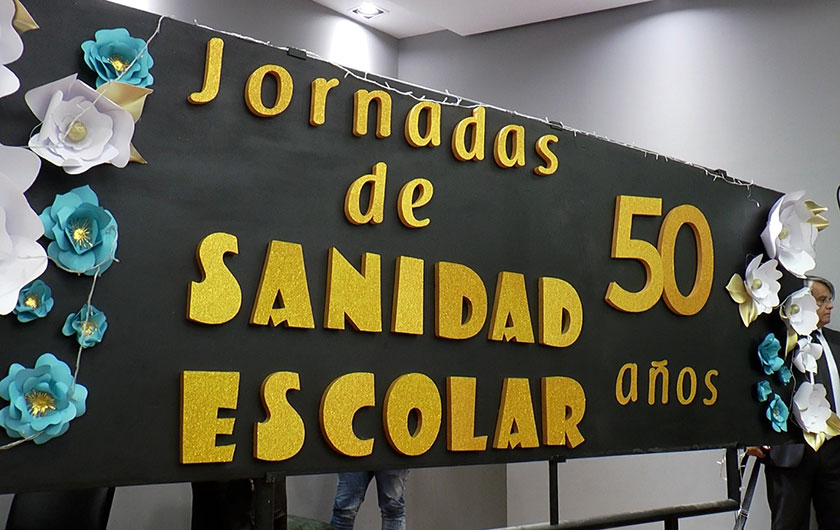 Jornadas
de
SANIDAD
ESCOLAR
50
años